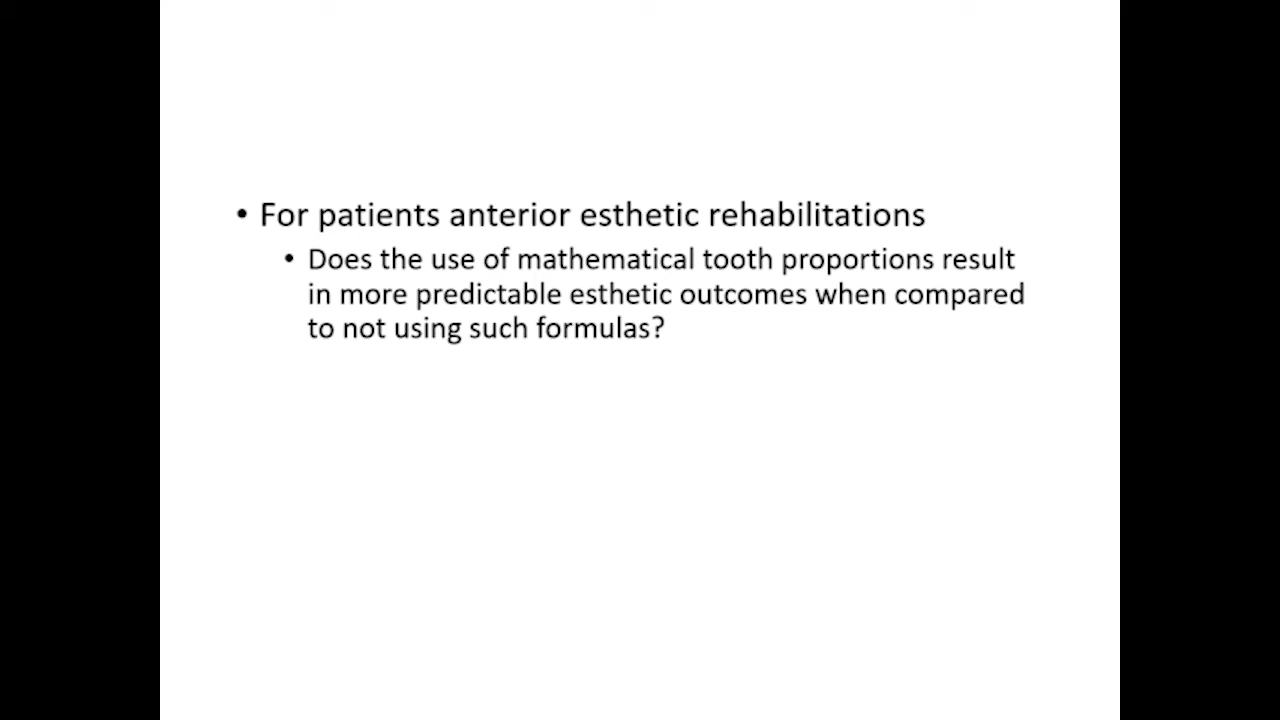 • For patients anterior esthetic rehabilitations
• Does the use of mathematical tooth proportions result
in more predictable esthetic outcomes when compared
to not using such formulas?